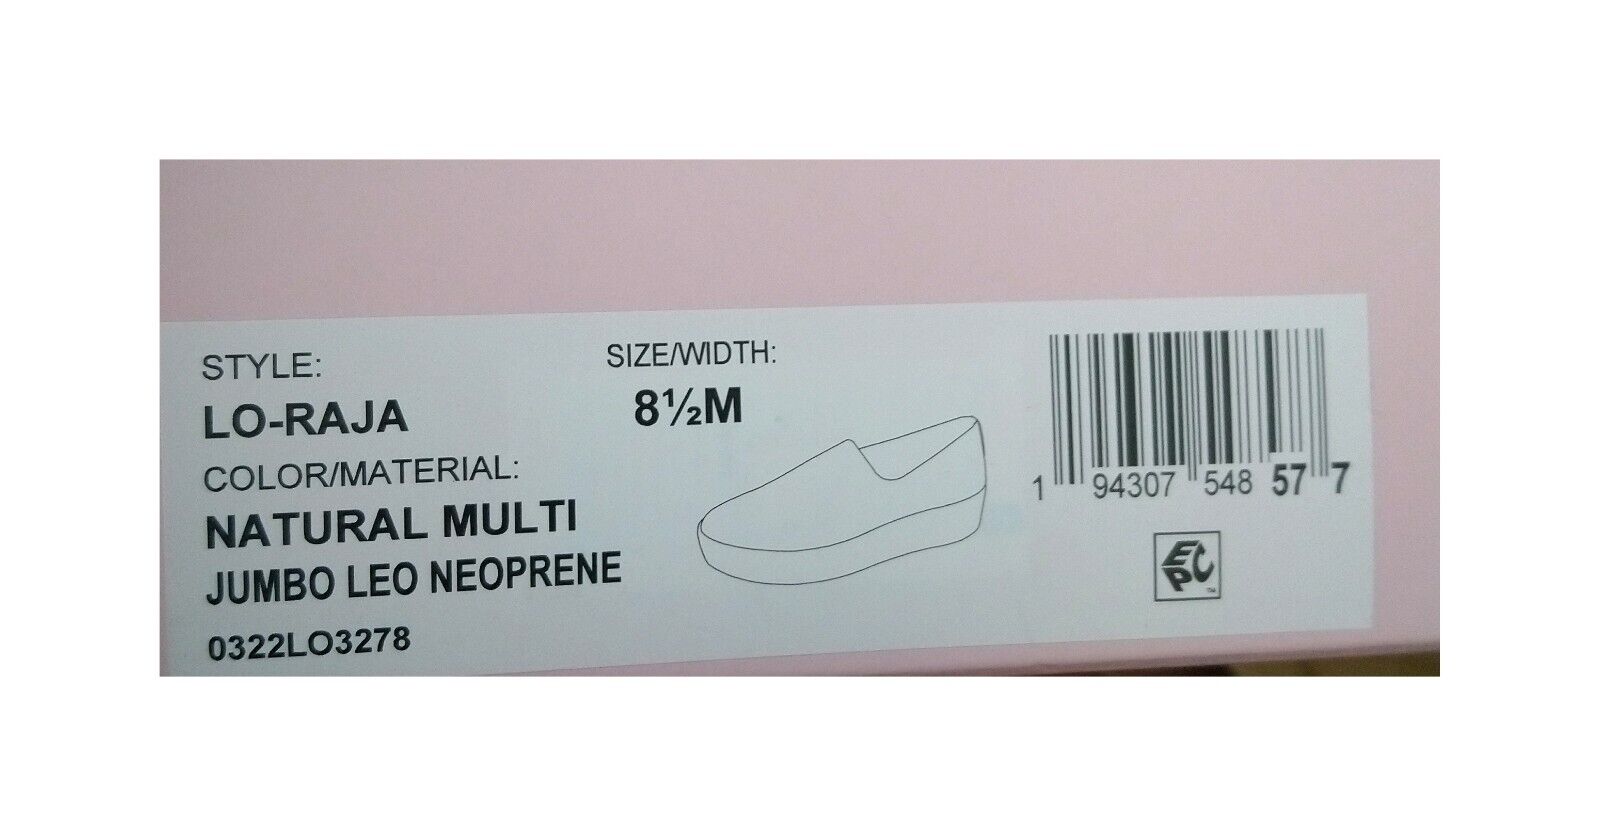 STYLE:
LO-RAJA
COLOR/MATERIAL:
NATURAL MULTI
JUMBO LEO NEOPRENE
0322LO3278
SIZE/WIDTH:
8½M
1 94307 548 57 7
EPC
TM